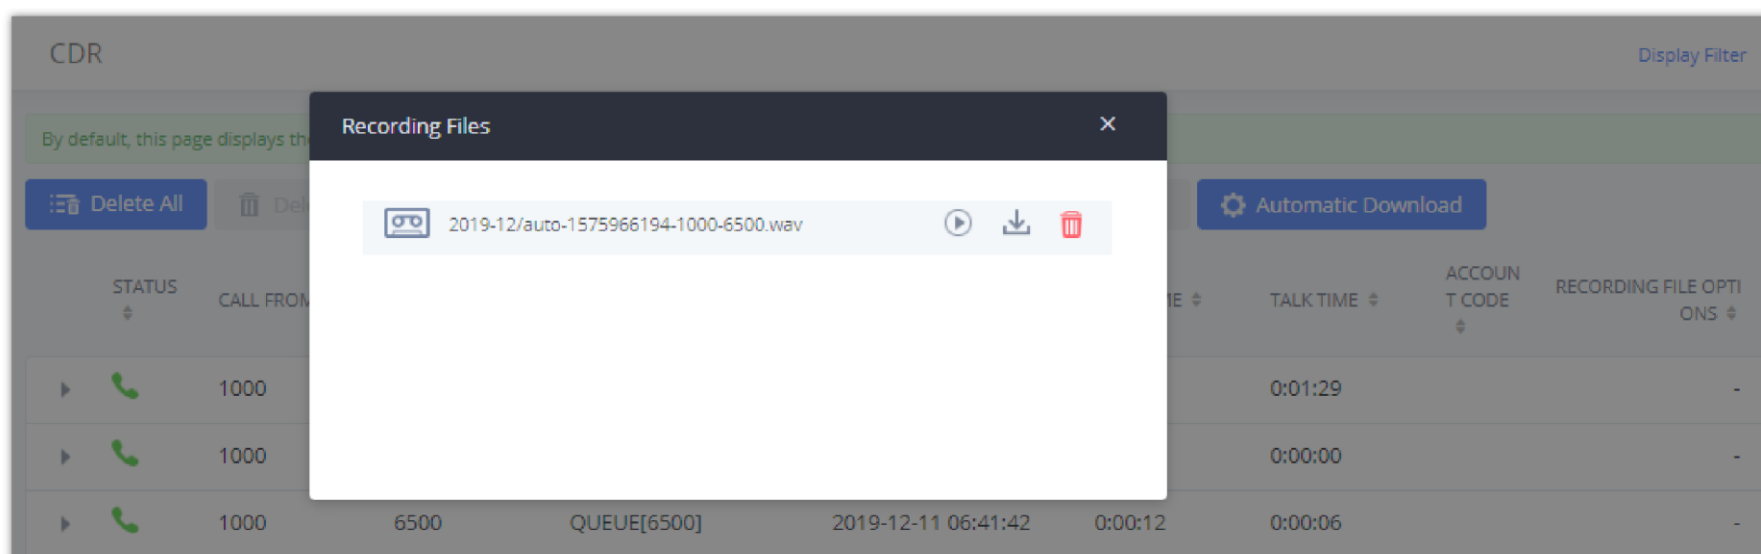 CDR
Display Filter
Recording Files
By default, this page displays
Delete All
Automatic Download
2019-12/auto-1575966194-1000-6500.wav
STATUS
CALL FROM
TALK TIME
ACCOUN
T CODE
RECORDING FILE OPTI
ONS
1000
0:01:29
-
1000
0:00:00
-
1000 6500 QUEUE[6500] 2019-12-11 06:41:42 0:00:12 0:00:06 -